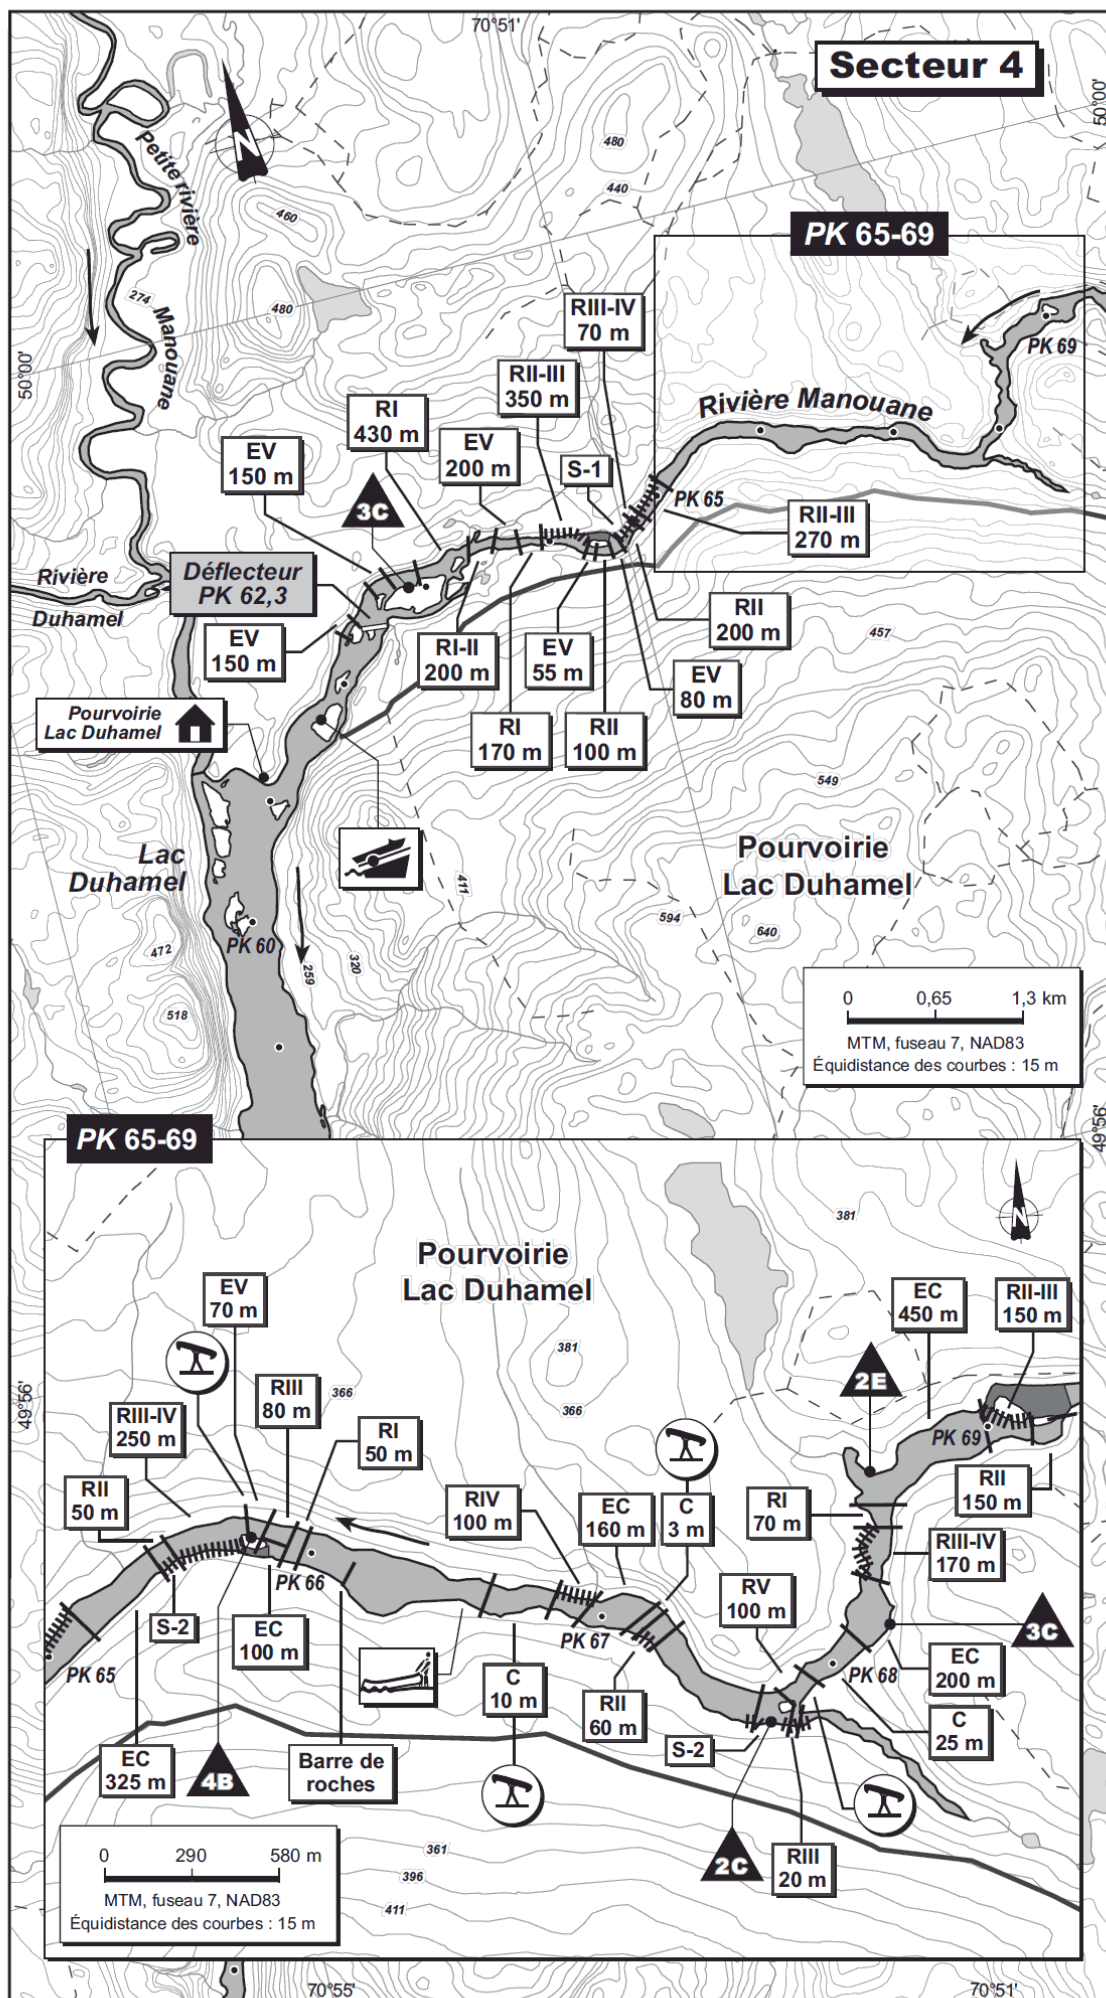 70°51'
Secteur 4
50°00'
Petite rivière
Manouane
480
440
460
274
480
PK 65-69
RIII-IV
70 m
PK 69
50°00'
RII-III
350 m
Rivière Manouane
RI
430 m
EV
200 m
EV
150 m
S-1
3C
PK 65
RII-III
270 m
Rivière
Duhamel
Déflecteur
PK 62,3
EV
150 m
RI-II
200 m
EV
55 m
RII
200 m
457
EV
80 m
Pourvoirie
Lac Duhamel
RI
170 m
RII
100 m
549
Lac
Duhamel
Pourvoirie
Lac Duhamel
411
594
640
PK 60
472
259
320
518
0 0,65 1,3 km
MTM, fuseau 7, NAD83
Équidistance des courbes : 15 m
49°56'
PK 65-69
381
Pourvoirie
Lac Duhamel
EV
70 m
EC
450 m
RII-III
150 m
381
366
366
49°56'
2E
RIII
80 m
RIII-IV
250 m
RI
50 m
PK 69
RII
50 m
RIV
100 m
EC
160 m
C
3 m
RI
70 m
RII
150 m
RIII-IV
170 m
PK 66
RV
100 m
S-2
EC
100 m
PK 67
3C
PK 65
PK 68
EC
200 m
C
10 m
RII
60 m
C
25 m
S-2
EC
325 m
4B
Barre de
roches
2C
RIII
20 m
0 290 580 m
MTM, fuseau 7, NAD83
Équidistance des courbes : 15 m
361
396
411
70°55'
70°51'